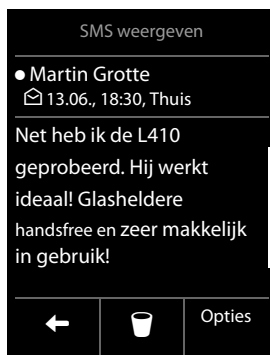 SMS weergeven
Martin Grotte
13.06., 18:30, Thuis
Net heb ik de L410
geprobeerd. Hij werkt
ideaal! Glasheldere
handsfree en zeer makkelijk
in gebruik!
Opties